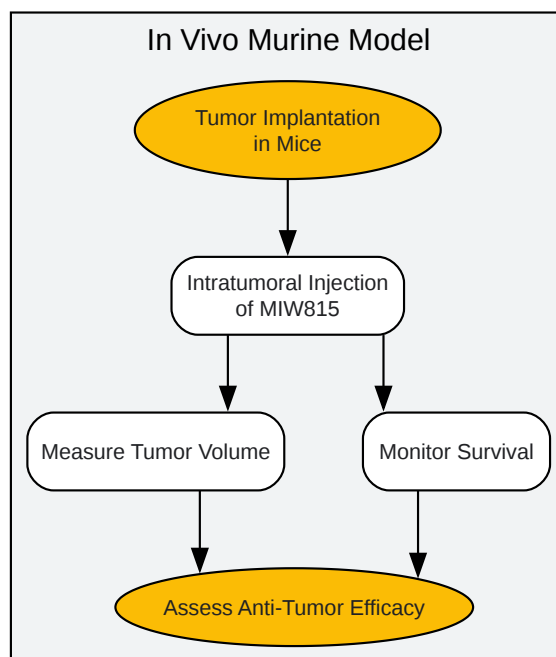 In Vivo Murine Model
Tumor Implantation
in Mice
Intratumoral Injection
of MIW815
Measure Tumor Volume
Monitor Survival
Assess Anti-Tumor Efficacy